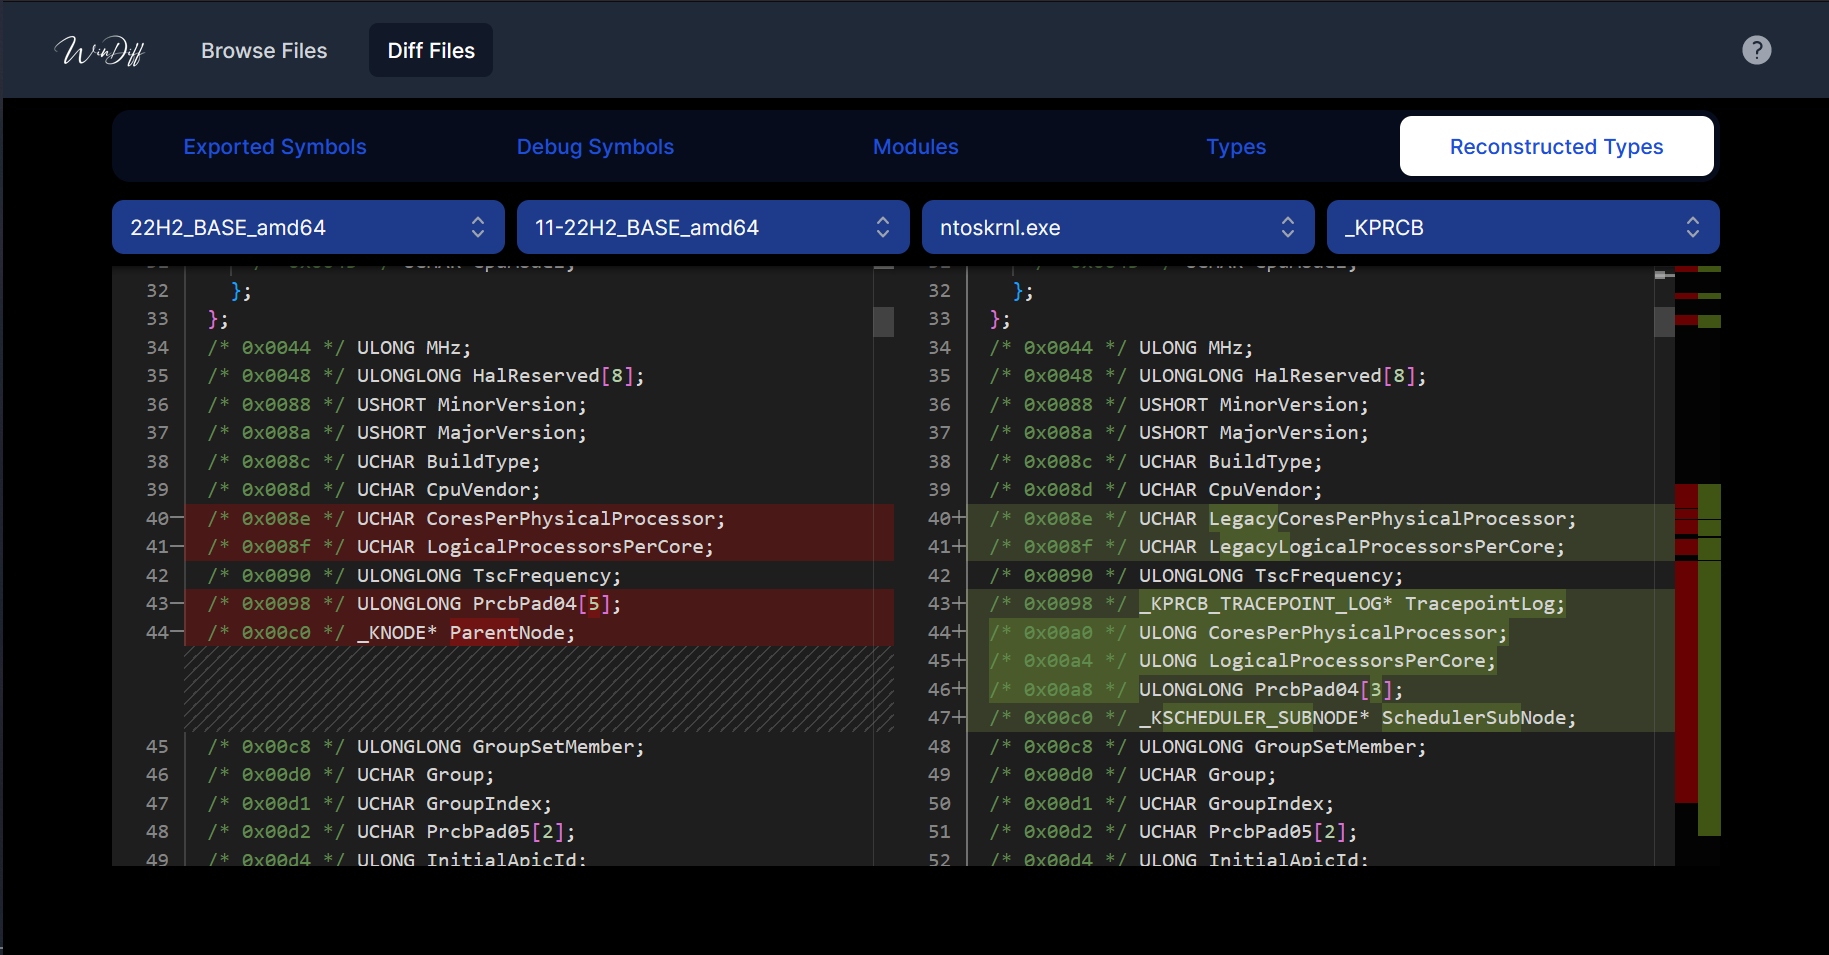 WinDiff Browse Files Diff Files ?
Exported Symbols Debug Symbols Modules Types Reconstructed Types
22H2_BASE_amd64 11-22H2_BASE_amd64 ntoskrnl.exe _KPRCB
32 };
33 };
34 /* 0x0044 */ ULONG MHz;
35 /* 0x0048 */ ULONGLONG HalReserved[8];
36 /* 0x0088 */ USHORT MinorVersion;
37 /* 0x008a */ USHORT MajorVersion;
38 /* 0x008c */ UCHAR BuildType;
39 /* 0x008d */ UCHAR CpuVendor;
40— /* 0x008e */ UCHAR CoresPerPhysicalProcessor;
41— /* 0x008f */ UCHAR LogicalProcessorsPerCore;
42 /* 0x0090 */ ULONGLONG TscFrequency;
43— /* 0x0098 */ ULONGLONG PrcbPad04[5];
44— /* 0x00c0 */ _KNODE* ParentNode;
45 /* 0x00c8 */ ULONGLONG GroupSetMember;
46 /* 0x00d0 */ UCHAR Group;
47 /* 0x00d1 */ UCHAR GroupIndex;
48 /* 0x00d2 */ UCHAR PrcbPad05[2];
49 /* 0x00d4 */ ULONG InitialApicId;
32 };
33 };
34 /* 0x0044 */ ULONG MHz;
35 /* 0x0048 */ ULONGLONG HalReserved[8];
36 /* 0x0088 */ USHORT MinorVersion;
37 /* 0x008a */ USHORT MajorVersion;
38 /* 0x008c */ UCHAR BuildType;
39 /* 0x008d */ UCHAR CpuVendor;
40+ /* 0x008e */ UCHAR LegacyCoresPerPhysicalProcessor;
41+ /* 0x008f */ UCHAR LegacyLogicalProcessorsPerCore;
42 /* 0x0090 */ ULONGLONG TscFrequency;
43+ /* 0x0098 */ _KPRCB_TRACEPOINT_LOG* TracepointLog;
44+ /* 0x00a0 */ ULONG CoresPerPhysicalProcessor;
45+ /* 0x00a4 */ ULONG LogicalProcessorsPerCore;
46+ /* 0x00a8 */ ULONGLONG PrcbPad04[3];
47+ /* 0x00c0 */ _KSCHEDULER_SUBNODE* SchedulerSubNode;
48 /* 0x00c8 */ ULONGLONG GroupSetMember;
49 /* 0x00d0 */ UCHAR Group;
50 /* 0x00d1 */ UCHAR GroupIndex;
51 /* 0x00d2 */ UCHAR PrcbPad05[2];
52 /* 0x00d4 */ ULONG InitialApicId;